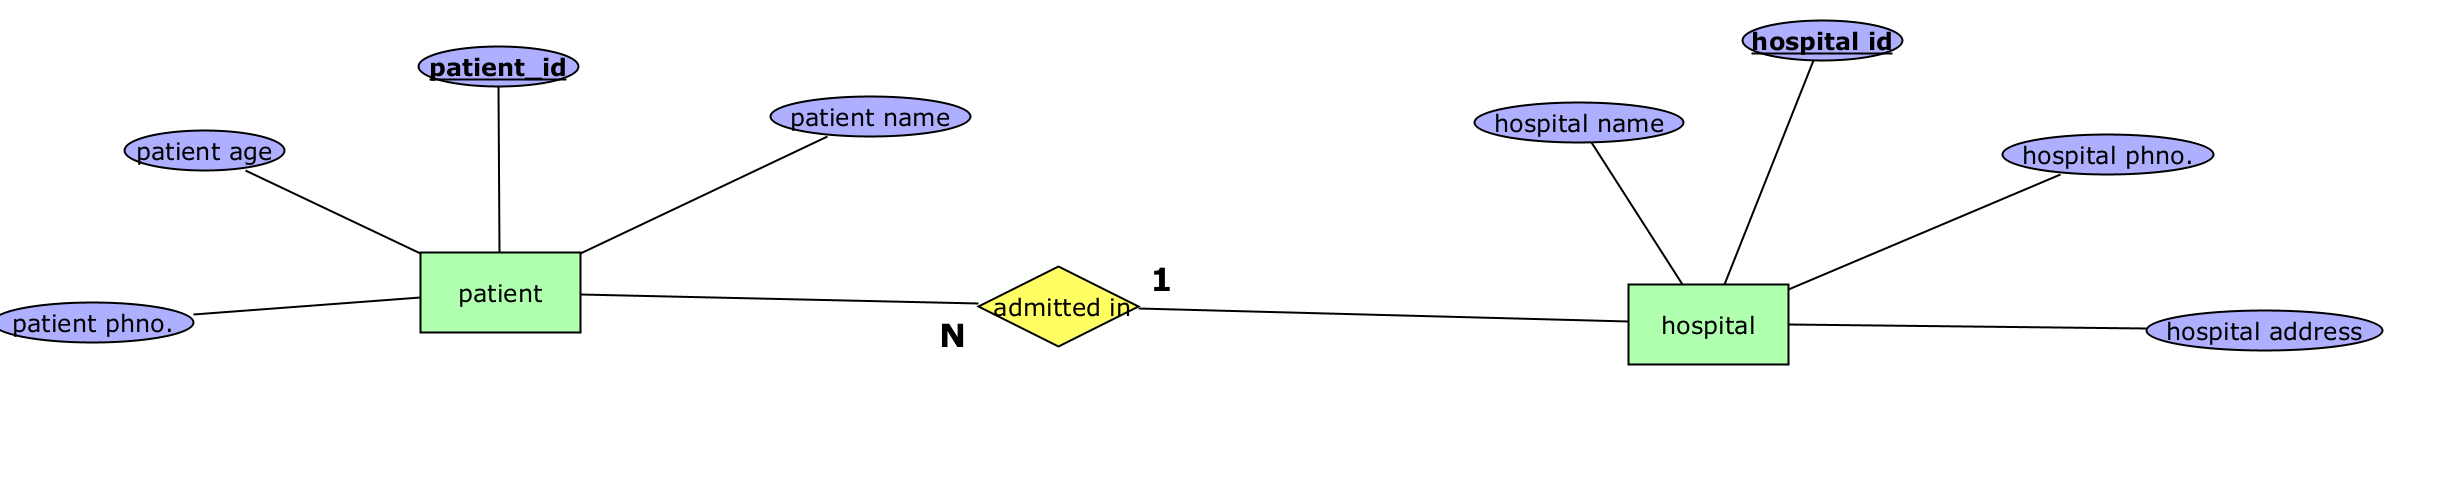 hospital id
patient_id
patient name
hospital name
patient age
hospital phno.
patient phno.
patient
N
admitted in
1
hospital
hospital address